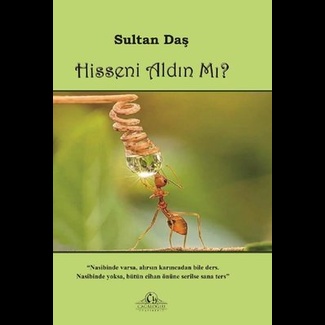 Sultan Daş
Hisseni Aldın Mı?
"Nasibinde varsa, alırsın karıncadan bile ders.
Nasibinde yoksa, bütün cihan önüne serilse sana ters"